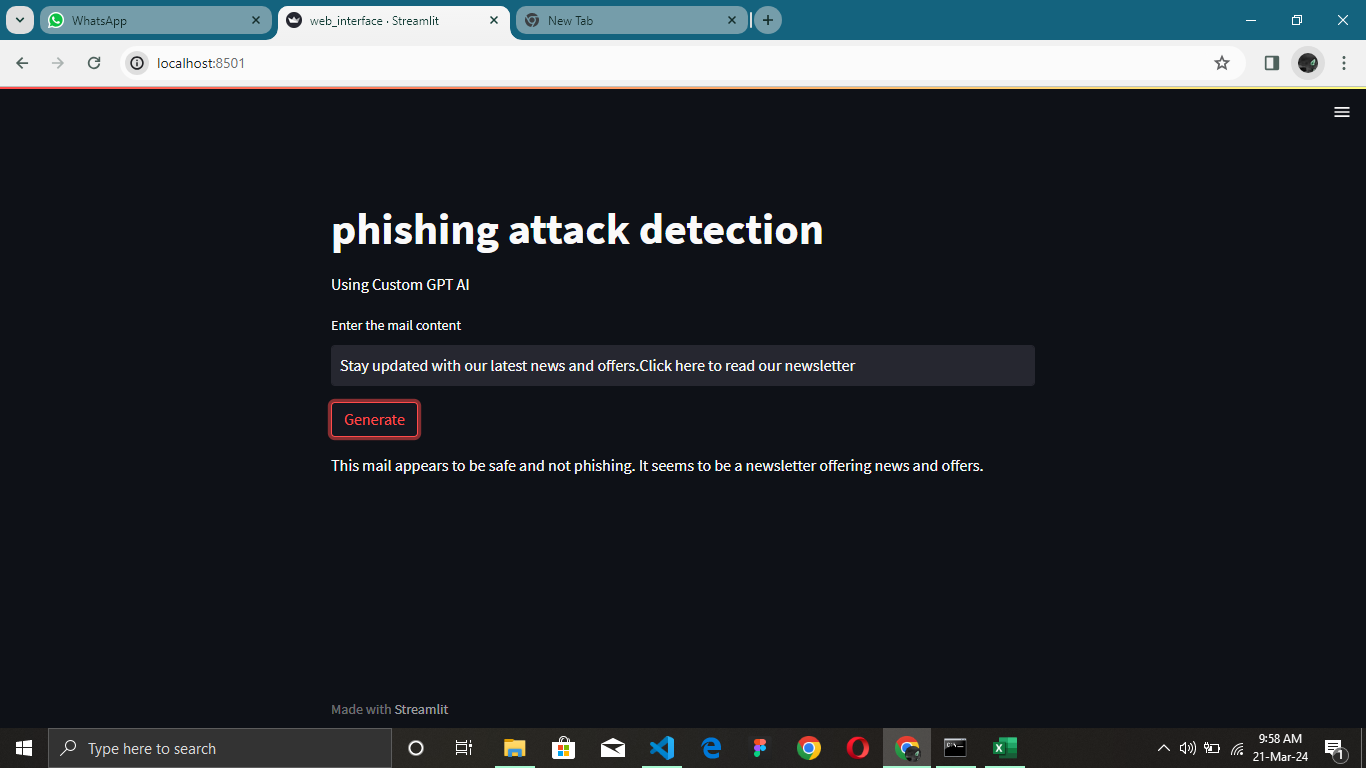 WhatsApp
web_interface · Streamlit
New Tab
localhost:8501
phishing attack detection
Using Custom GPT AI
Enter the mail content
Stay updated with our latest news and offers.Click here to read our newsletter
Generate
This mail appears to be safe and not phishing. It seems to be a newsletter offering news and offers.
Made with Streamlit
Type here to search
9:58 AM
21-Mar-24
1